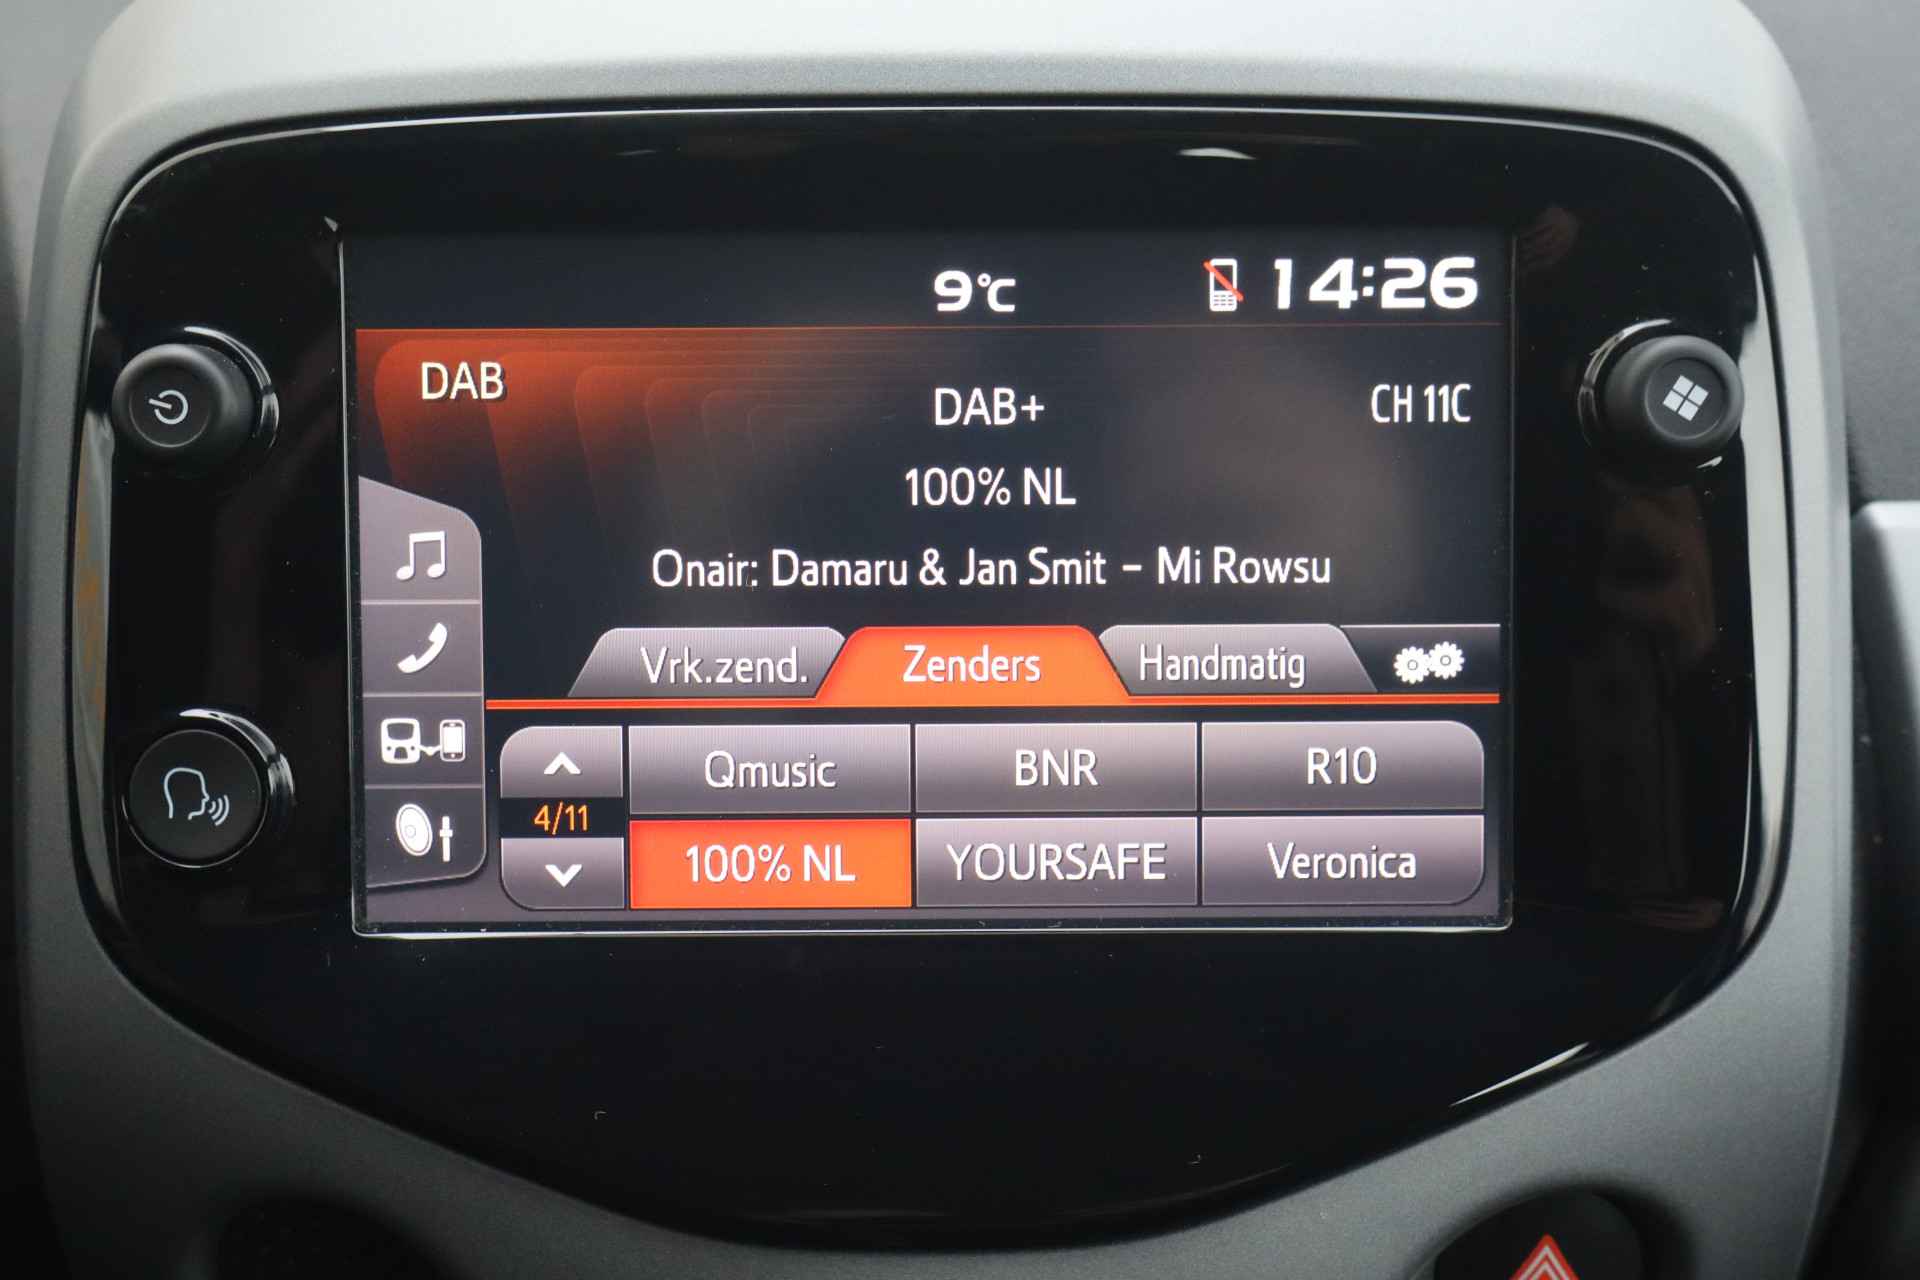 9°C 14:26
DAB
DAB+ CH 11C
100% NL
Onair: Damaru & Jan Smit - Mi Rowsu
Vrk.zend. Zenders Handmatig
Qmusic BNR R10
4/11
100% NL YOURSAFE Veronica